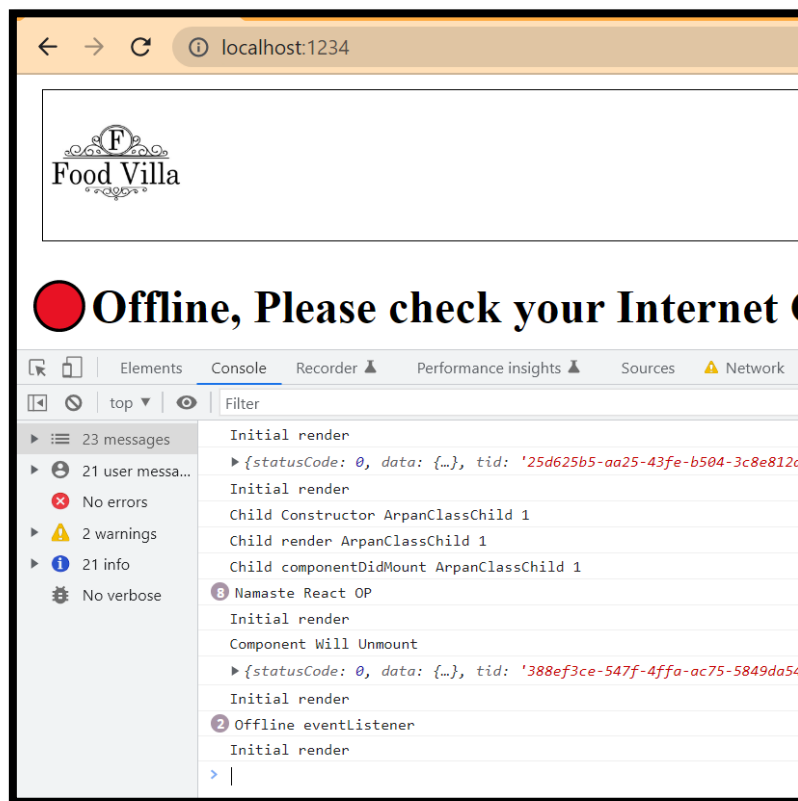 localhost:1234
F
Food Villa
Offline, Please check your Internet
Elements Console Recorder Performance insights Sources Network
top Filter
23 messages
21 user messa...
No errors
2 warnings
21 info
No verbose
Initial render
{statusCode: 0, data: {…}, tid: '25d625b5-aa25-43fe-b504-3c8e812
Initial render
Child Constructor ArpanClassChild 1
Child render ArpanClassChild 1
Child componentDidMount ArpanClassChild 1
8 Namaste React OP
Initial render
Component Will Unmount
{statusCode: 0, data: {…}, tid: '388ef3ce-547f-4ffa-ac75-5849da54
Initial render
2 Offline eventListener
Initial render
>